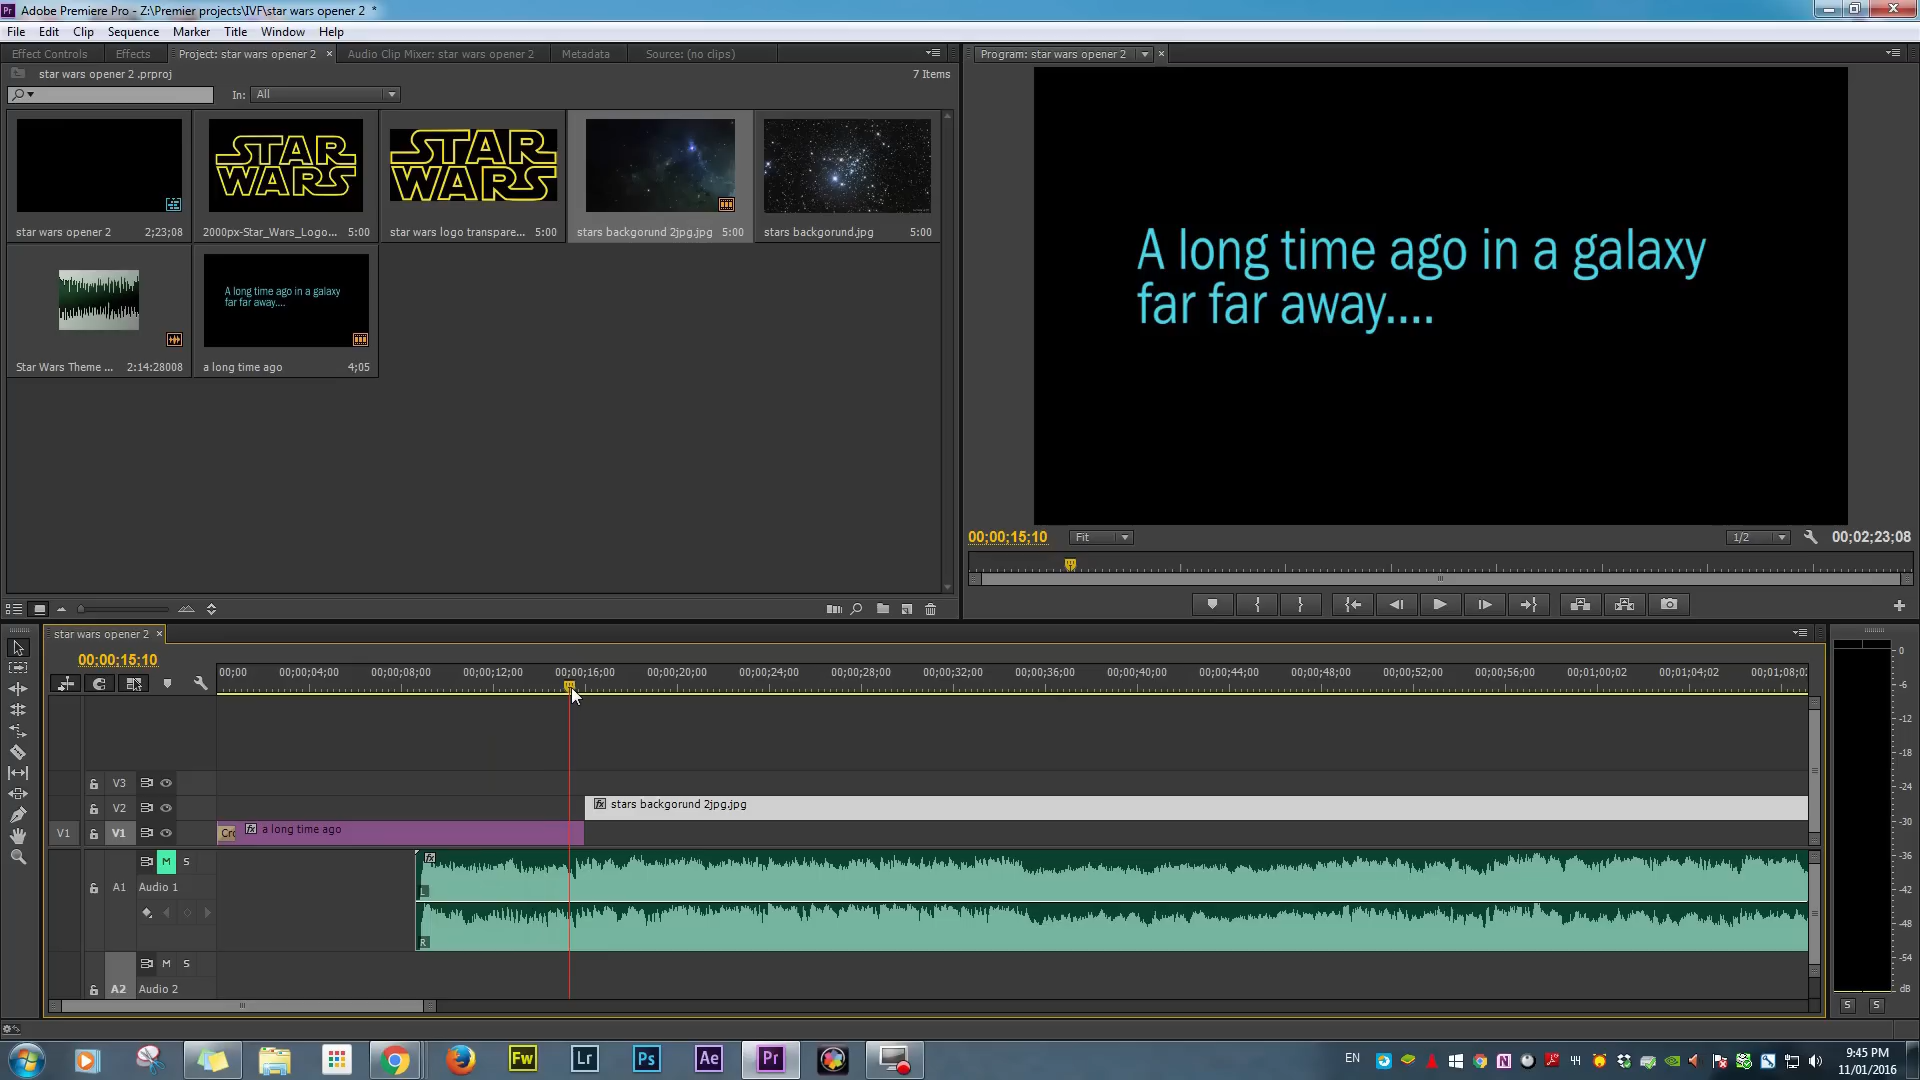 Adobe Premiere Pro - Z:\Premier projects\IVF\star wars opener 2 *
File Edit Clip Sequence Marker Title Window Help
Effect Controls Effects Project: star wars opener 2 × Audio Clip Mixer: star wars opener 2 Metadata Source: (no clips)
Program: star wars opener 2 ×
star wars opener 2 .prproj 7 Items
In: All
STAR WARS
STAR WARS
star wars opener 2 2;23;08
2000px-Star_Wars_Logo... 5:00
star wars logo transpare... 5:00
stars backgorund 2jpg.jpg 5:00
stars backgorund.jpg 5:00
A long time ago in a galaxy
far far away....
Star Wars Theme ... 2:14:28008
a long time ago 4;05
A long time ago in a galaxy
far far away....
00;00;15;10 Fit 1/2 00;02;23;08
star wars opener 2 ×
00;00;15;10
00;00 00;00;04;00 00;00;08;00 00;00;12;00 00;00;16;00 00;00;20;00 00;00;24;00 00;00;28;00 00;00;32;00 00;00;36;00 00;00;40;00 00;00;44;00 00;00;48;00 00;00;52;00 00;00;56;00 00;01;00;02 00;01;04;02 00;01;08;02
V3
V2 fx stars backgorund 2jpg.jpg
V1 V1 Cro fx a long time ago
M S fx
A1 Audio 1 L
R
M S
A2 Audio 2
0
-6
-12
-18
-24
-30
-36
-42
-48
-54
dB
S S
Fw Lr Ps Ae Pr
EN
9:45 PM
11/01/2016